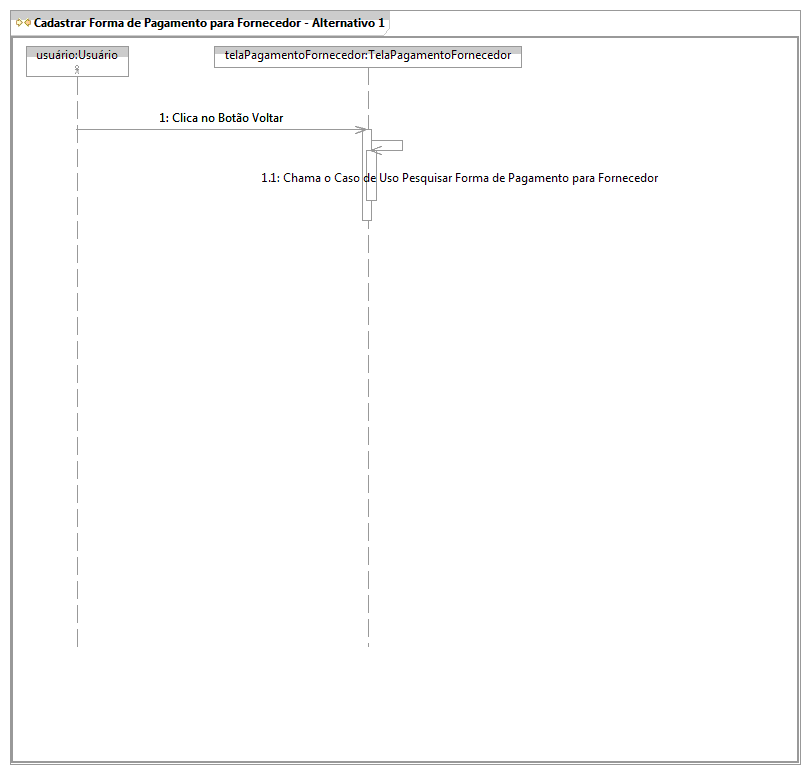 Cadastrar Forma de Pagamento para Fornecedor - Alternativo 1
usuário:Usuário
telaPagamentoFornecedor:TelaPagamentoFornecedor
1: Clica no Botão Voltar
1.1: Chama o Caso de Uso Pesquisar Forma de Pagamento para Fornecedor